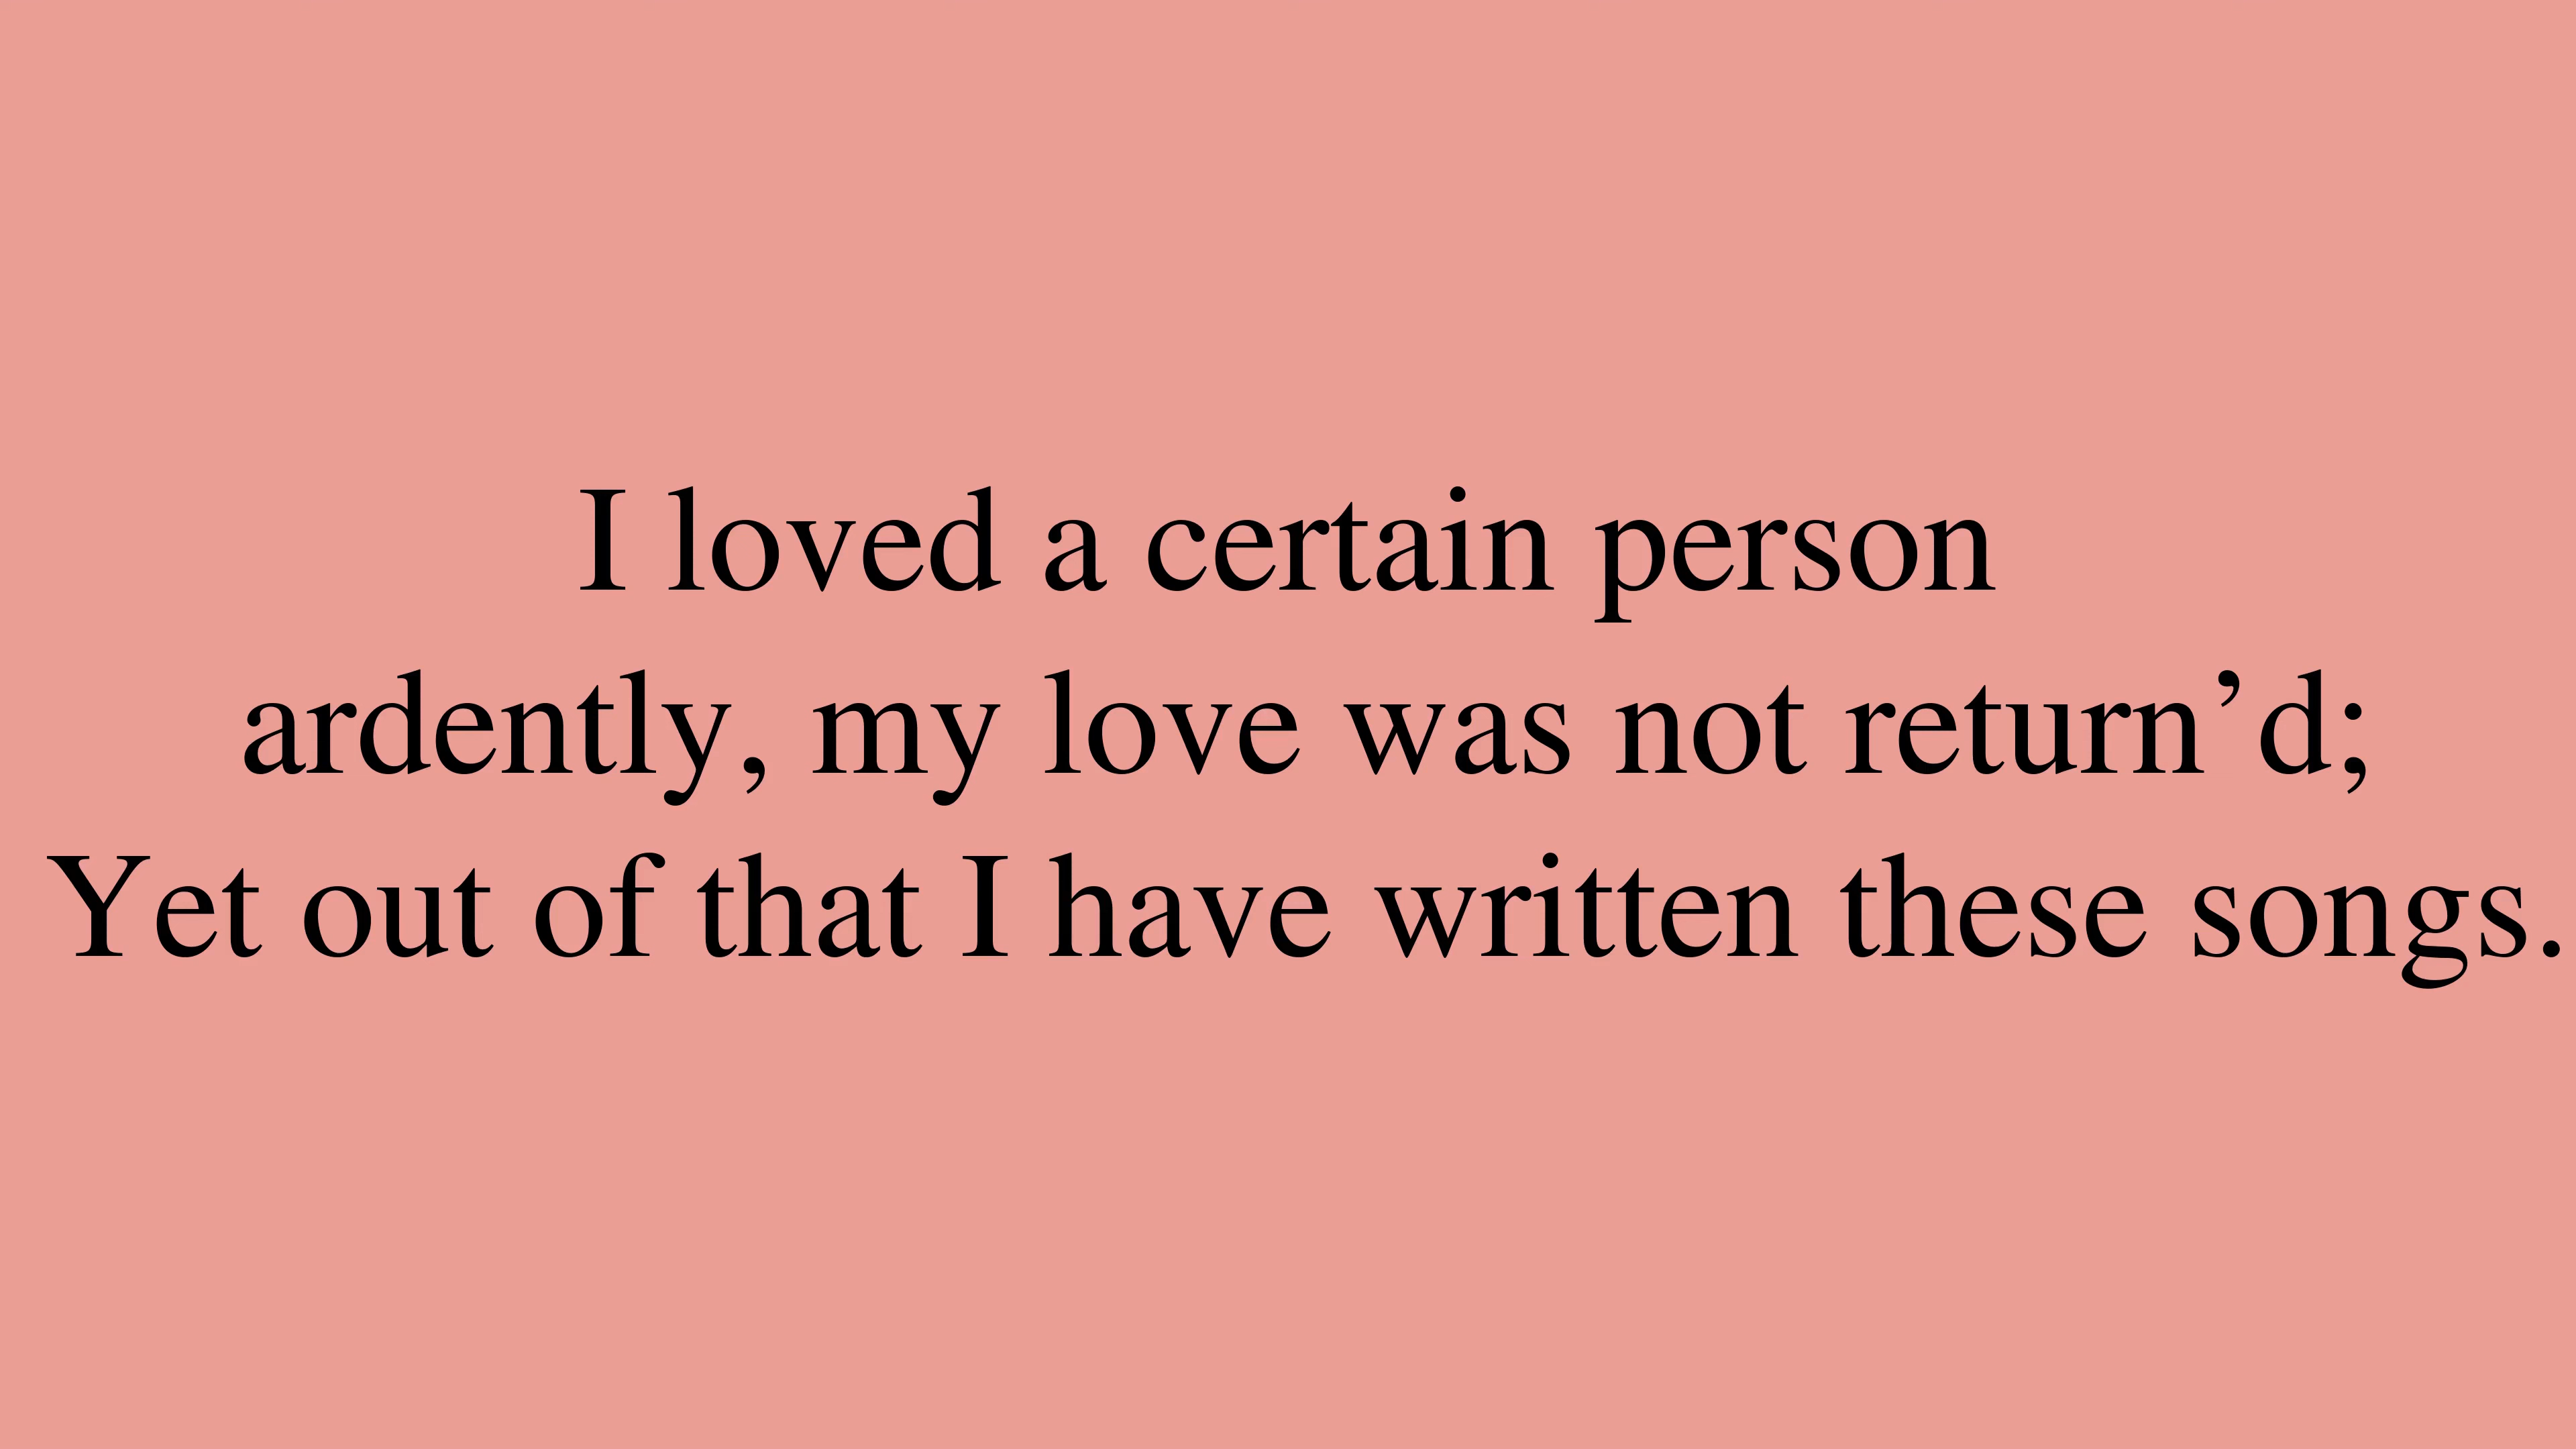 I loved a certain person
ardently, my love was not return’d;
Yet out of that I have written these songs.